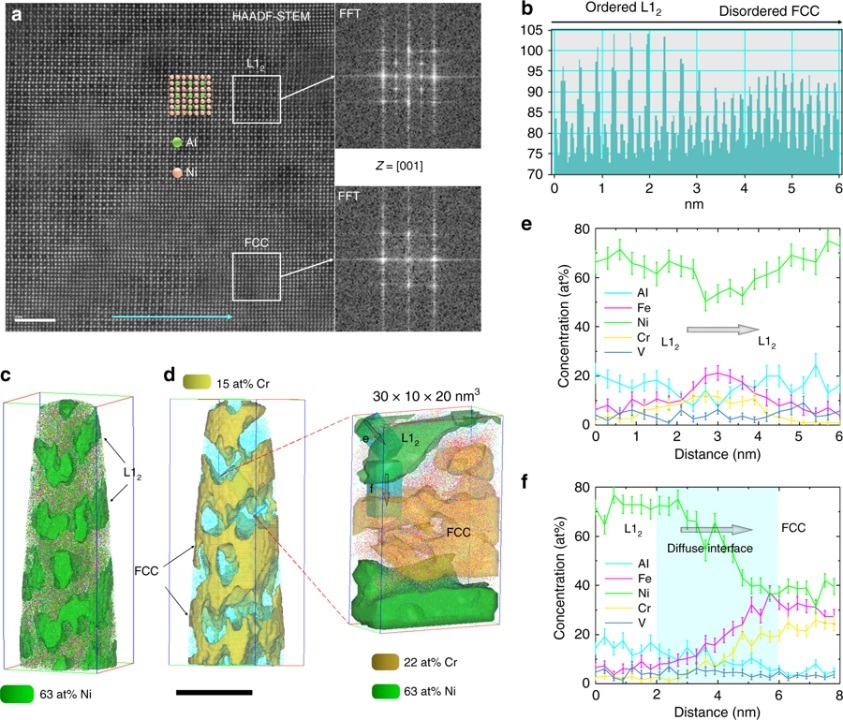 a
HAADF-STEM
L1₂
Al
Ni
FCC
FFT
Z = [001]
FFT
b
Ordered L1₂
Disordered FCC
105
100
95
90
85
80
75
70
0 1 2 3 4 5 6
nm
e
Concentration (at%)
80
60
40
20
0
Al
Fe
Ni
Cr
V
L1₂
L1₂
0 1 2 3 4 5 6
Distance (nm)
c
L1₂
63 at% Ni
d
15 at% Cr
FCC
30 × 10 × 20 nm³
e
L1₂
f
FCC
22 at% Cr
63 at% Ni
f
Concentration (at%)
80
60
40
20
0
L1₂
FCC
Diffuse interface
Al
Fe
Ni
Cr
V
0 2 4 6 8
Distance (nm)